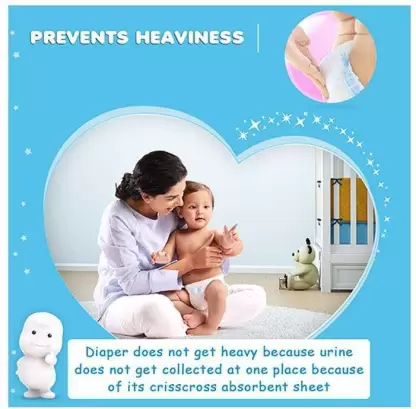 PREVENTS HEAVINESS
Diaper does not get heavy because urine
does not get collected at one place because
of its crisscross absorbent sheet